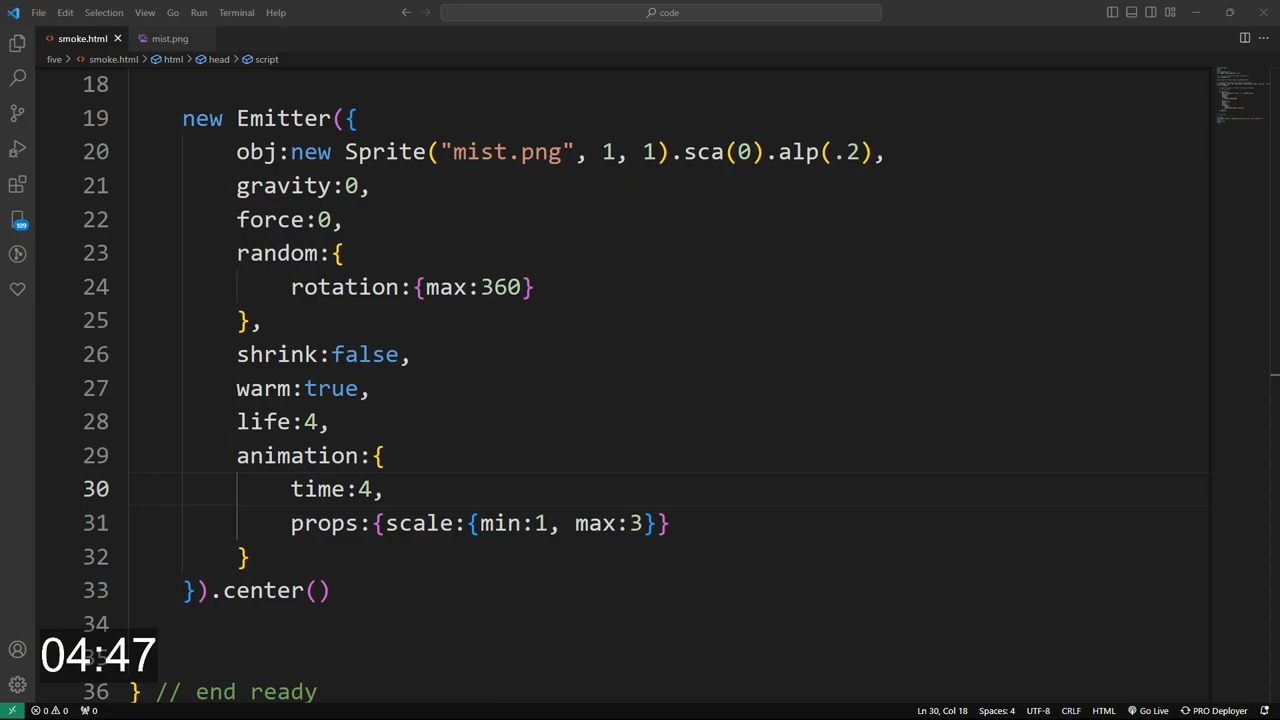 File Edit Selection View Go Run Terminal Help
code
smoke.html
mist.png
five > smoke.html > html > head > script
18
19 new Emitter({
20 obj:new Sprite("mist.png", 1, 1).sca(0).alp(.2),
21 gravity:0,
22 force:0,
23 random:{
24 rotation:{max:360}
25 },
26 shrink:false,
27 warm:true,
28 life:4,
29 animation:{
30 time:4,
31 props:{scale:{min:1, max:3}}
32 }
33 }).center()
34
109
04:47
36 } // end ready
0 0 0
Ln 30, Col 18 Spaces: 4 UTF-8 CRLF HTML Go Live PRO Deployer